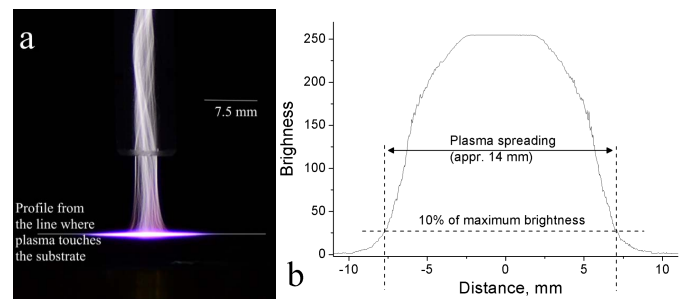 a
7.5 mm
Profile from
the line where
plasma touches
the substrate
b
Brighness
250
200
150
100
50
0
Plasma spreading
(appr. 14 mm)
10% of maximum brightness
-10
-5
0
5
10
Distance, mm